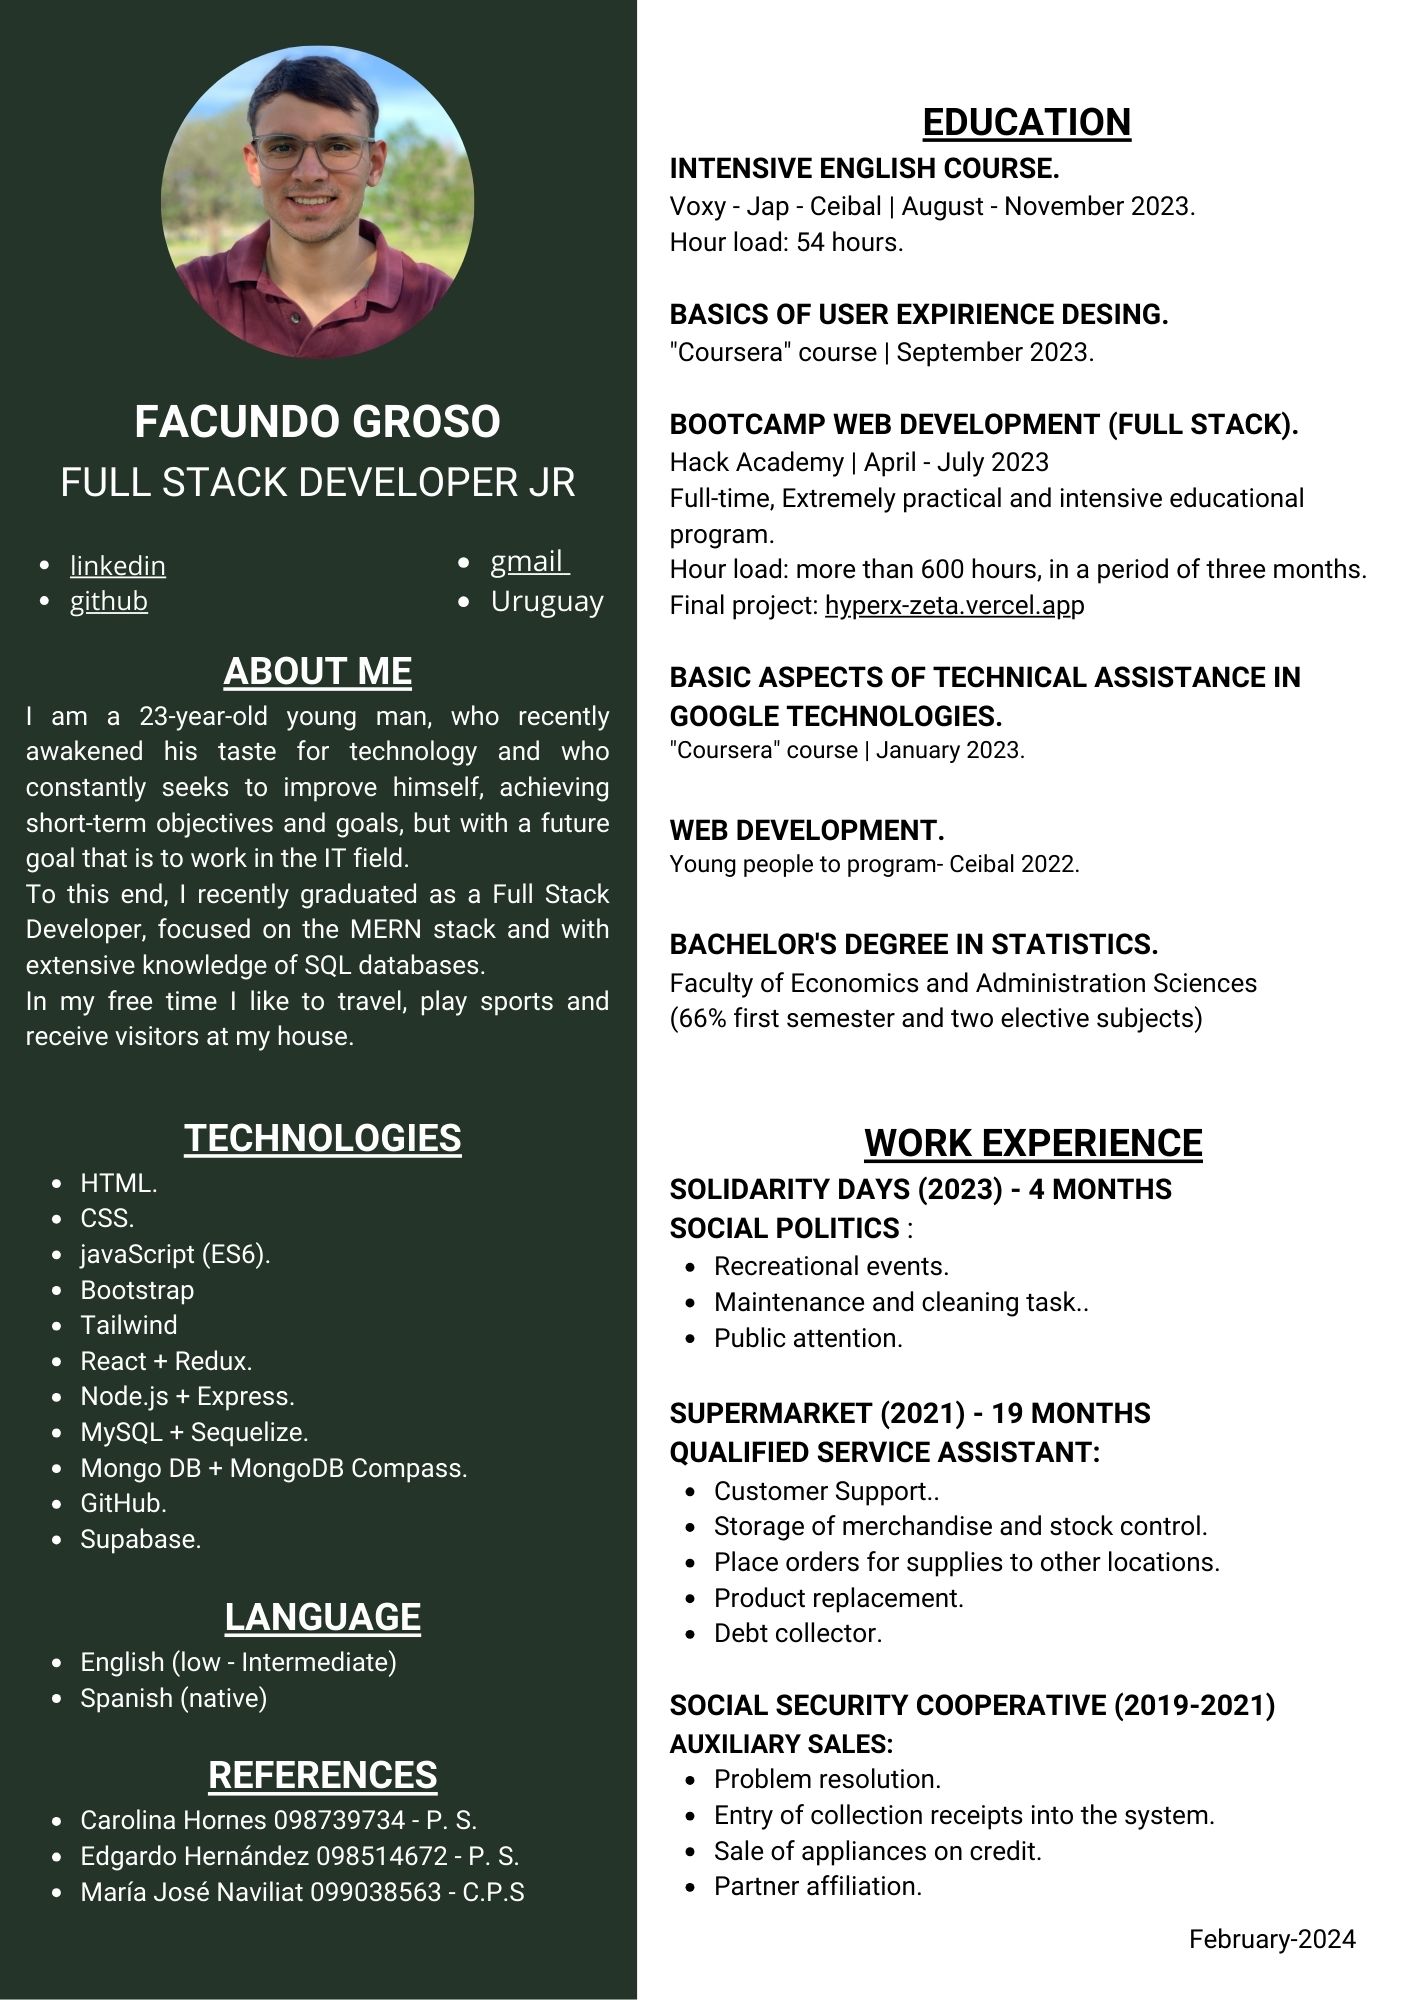 FACUNDO GROSO
FULL STACK DEVELOPER JR
• linkedin
• github
• gmail
• Uruguay
ABOUT ME
I am a 23-year-old young man, who recently
awakened his taste for technology and who
constantly seeks to improve himself, achieving
short-term objectives and goals, but with a future
goal that is to work in the IT field.
To this end, I recently graduated as a Full Stack
Developer, focused on the MERN stack and with
extensive knowledge of SQL databases.
In my free time I like to travel, play sports and
receive visitors at my house.
TECHNOLOGIES
• HTML.
• CSS.
• javaScript (ES6).
• Bootstrap
• Tailwind
• React + Redux.
• Node.js + Express.
• MySQL + Sequelize.
• Mongo DB + MongoDB Compass.
• GitHub.
• Supabase.
LANGUAGE
• English (low - Intermediate)
• Spanish (native)
REFERENCES
• Carolina Hornes 098739734 - P. S.
• Edgardo Hernández 098514672 - P. S.
• María José Naviliat 099038563 - C.P.S
EDUCATION
INTENSIVE ENGLISH COURSE.
Voxy - Jap - Ceibal | August - November 2023.
Hour load: 54 hours.
BASICS OF USER EXPIRIENCE DESING.
"Coursera" course | September 2023.
BOOTCAMP WEB DEVELOPMENT (FULL STACK).
Hack Academy | April - July 2023
Full-time, Extremely practical and intensive educational
program.
Hour load: more than 600 hours, in a period of three months.
Final project: hyperx-zeta.vercel.app
BASIC ASPECTS OF TECHNICAL ASSISTANCE IN
GOOGLE TECHNOLOGIES.
"Coursera" course | January 2023.
WEB DEVELOPMENT.
Young people to program- Ceibal 2022.
BACHELOR'S DEGREE IN STATISTICS.
Faculty of Economics and Administration Sciences
(66% first semester and two elective subjects)
WORK EXPERIENCE
SOLIDARITY DAYS (2023) - 4 MONTHS
SOCIAL POLITICS :
• Recreational events.
• Maintenance and cleaning task..
• Public attention.
SUPERMARKET (2021) - 19 MONTHS
QUALIFIED SERVICE ASSISTANT:
• Customer Support..
• Storage of merchandise and stock control.
• Place orders for supplies to other locations.
• Product replacement.
• Debt collector.
SOCIAL SECURITY COOPERATIVE (2019-2021)
AUXILIARY SALES:
• Problem resolution.
• Entry of collection receipts into the system.
• Sale of appliances on credit.
• Partner affiliation.
February-2024